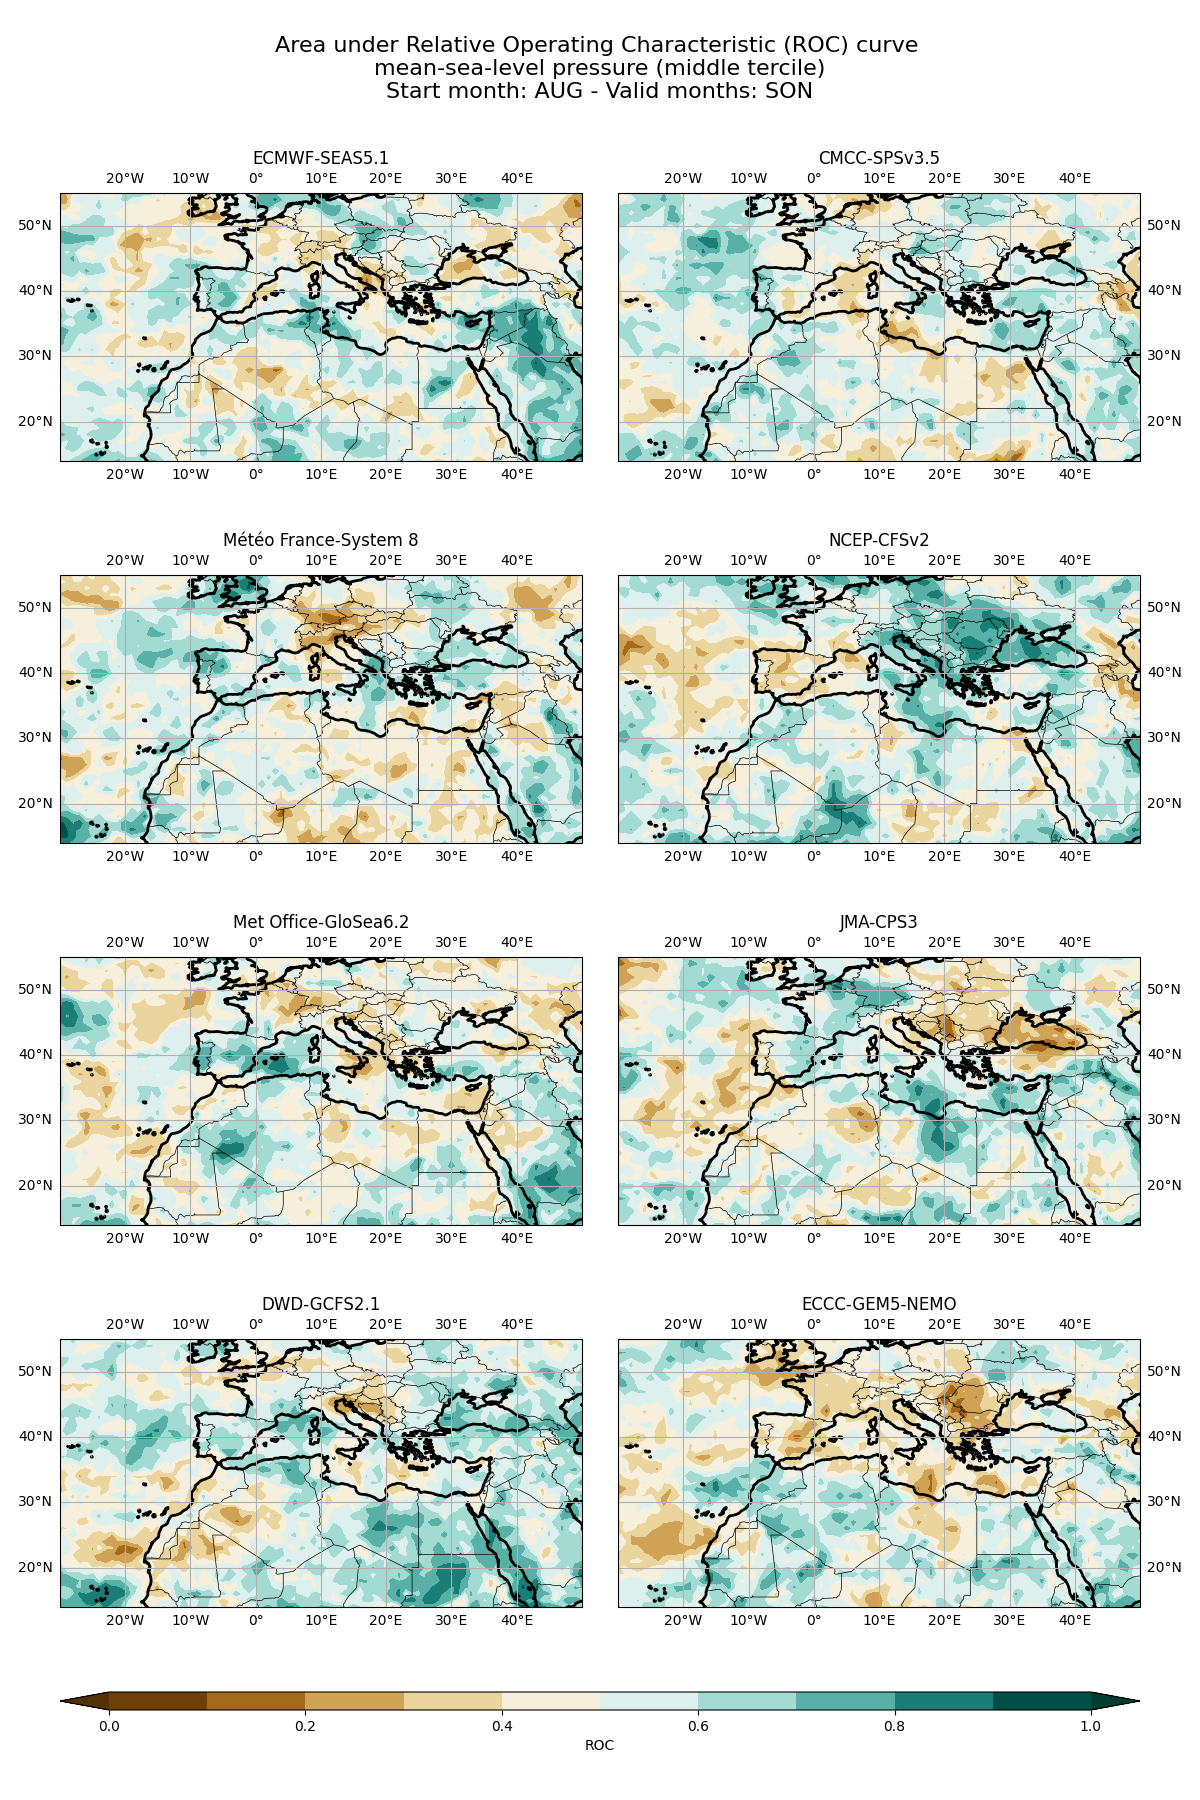 Area under Relative Operating Characteristic (ROC) curve
mean-sea-level pressure (middle tercile)
Start month: AUG - Valid months: SON
ECMWF-SEAS5.1
20°W 10°W 0° 10°E 20°E 30°E 40°E
50°N
40°N
30°N
20°N
20°W 10°W 0° 10°E 20°E 30°E 40°E
CMCC-SPSv3.5
20°W 10°W 0° 10°E 20°E 30°E 40°E
50°N
40°N
30°N
20°N
20°W 10°W 0° 10°E 20°E 30°E 40°E
Météo France-System 8
20°W 10°W 0° 10°E 20°E 30°E 40°E
50°N
40°N
30°N
20°N
20°W 10°W 0° 10°E 20°E 30°E 40°E
NCEP-CFSv2
20°W 10°W 0° 10°E 20°E 30°E 40°E
50°N
40°N
30°N
20°N
20°W 10°W 0° 10°E 20°E 30°E 40°E
Met Office-GloSea6.2
20°W 10°W 0° 10°E 20°E 30°E 40°E
50°N
40°N
30°N
20°N
20°W 10°W 0° 10°E 20°E 30°E 40°E
JMA-CPS3
20°W 10°W 0° 10°E 20°E 30°E 40°E
50°N
40°N
30°N
20°N
20°W 10°W 0° 10°E 20°E 30°E 40°E
DWD-GCFS2.1
20°W 10°W 0° 10°E 20°E 30°E 40°E
50°N
40°N
30°N
20°N
20°W 10°W 0° 10°E 20°E 30°E 40°E
ECCC-GEM5-NEMO
20°W 10°W 0° 10°E 20°E 30°E 40°E
50°N
40°N
30°N
20°N
20°W 10°W 0° 10°E 20°E 30°E 40°E
0.0 0.2 0.4 0.6 0.8 1.0
ROC